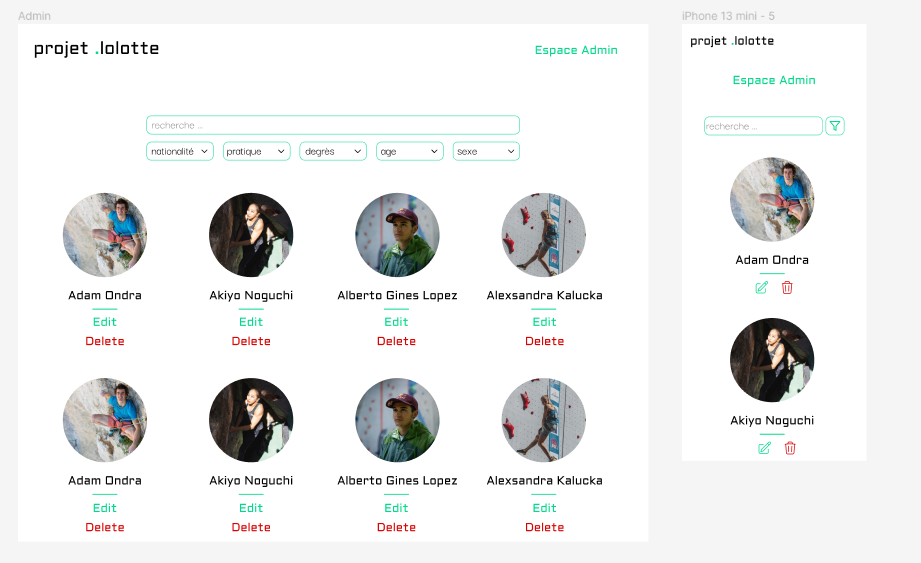 Admin
projet .lolotte
Espace Admin
recherche ...
nationalité
pratique
degrès
age
sexe
Adam Ondra
Akiyo Noguchi
Alberto Gines Lopez
Alexsandra Kalucka
Edit
Edit
Edit
Edit
Delete
Delete
Delete
Delete
Adam Ondra
Akiyo Noguchi
Alberto Gines Lopez
Alexsandra Kalucka
Edit
Edit
Edit
Edit
Delete
Delete
Delete
Delete
iPhone 13 mini - 5
projet .lolotte
Espace Admin
recherche ...
Adam Ondra
Akiyo Noguchi